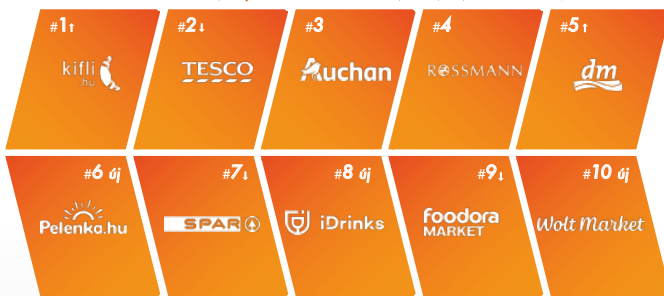 #1↑
kifli
hu
#2↓
TESCO
#3
Auchan
#4
ROSSMANN
#5↑
dm
#6 új
Pelenka.hu
#7↓
SPAR
#8 új
iDrinks
#9↓
foodora
MARKET
#10 új
Wolt Market